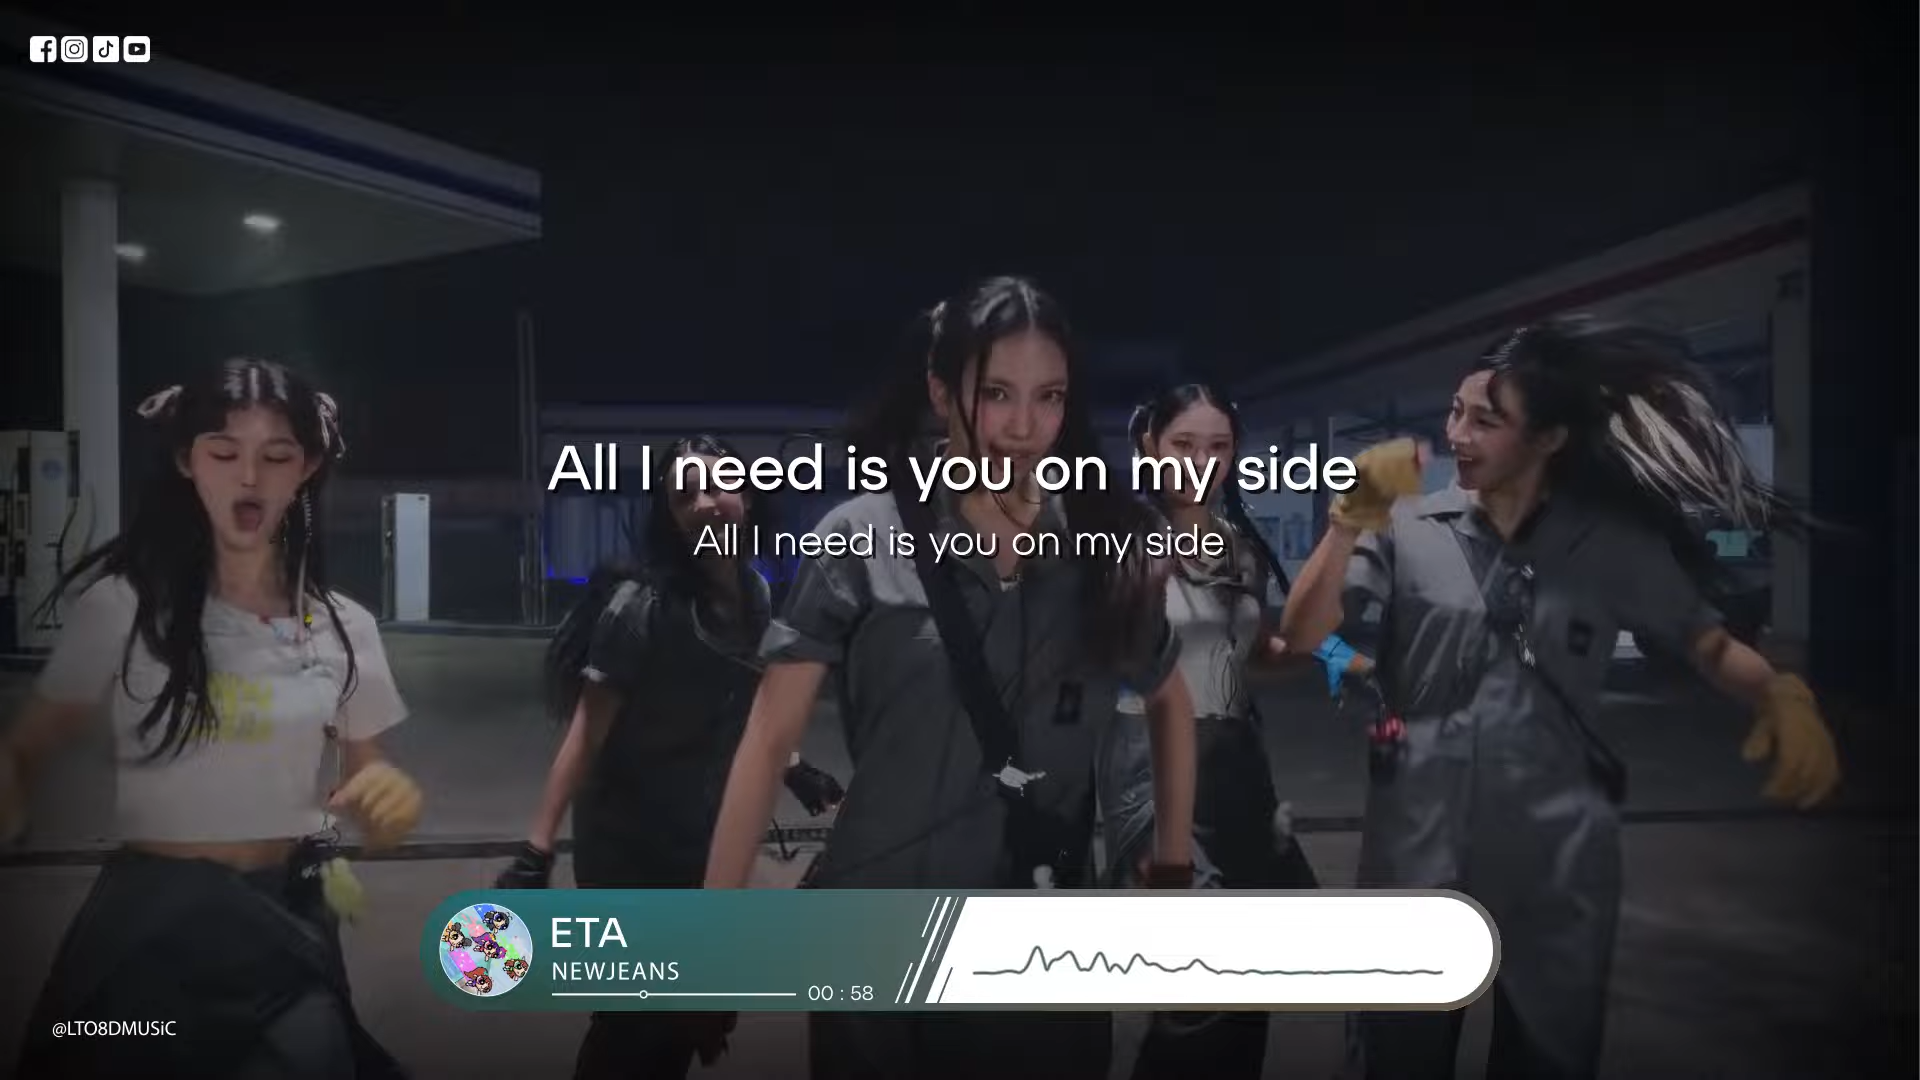 All I need is you on my side
All I need is you on my side
ETA
NEWJEANS
00 : 58
@LTO8DMUSiC